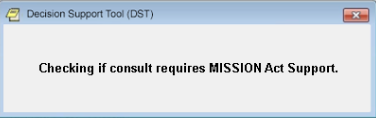 Decision Support Tool (DST)
Checking if consult requires MISSION Act Support.